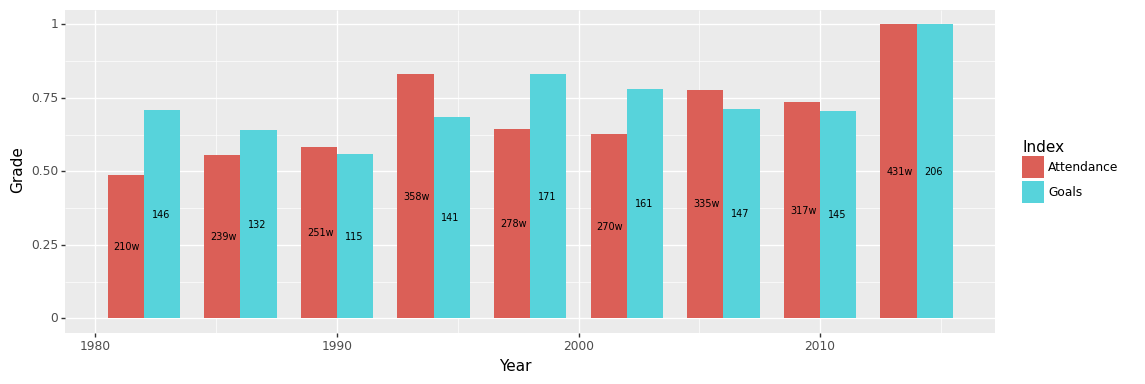 1
0.75
0.50
0.25
0
Grade
210w 146
239w 132
251w 115
358w 141
278w 171
270w 161
335w 147
317w 145
431w 206
1980 1990 2000 2010
Year
Index
Attendance
Goals